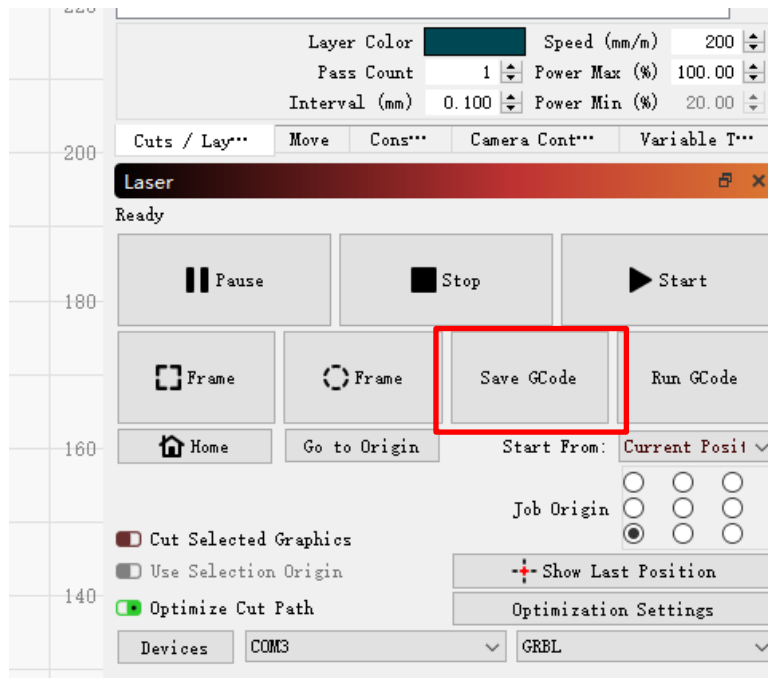 Layer Color Speed (mm/m) 200
Pass Count 1 Power Max (%) 100.00
Interval (mm) 0.100 Power Min (%) 20.00
200
Cuts / Lay... Move Cons... Camera Cont... Variable T...
Laser
Ready
Pause Stop Start
180
Frame Frame Save GCode Run GCode
160
Home Go to Origin Start From: Current Posit
Job Origin
Cut Selected Graphics
Use Selection Origin Show Last Position
140
Optimize Cut Path Optimization Settings
Devices COM3 GRBL